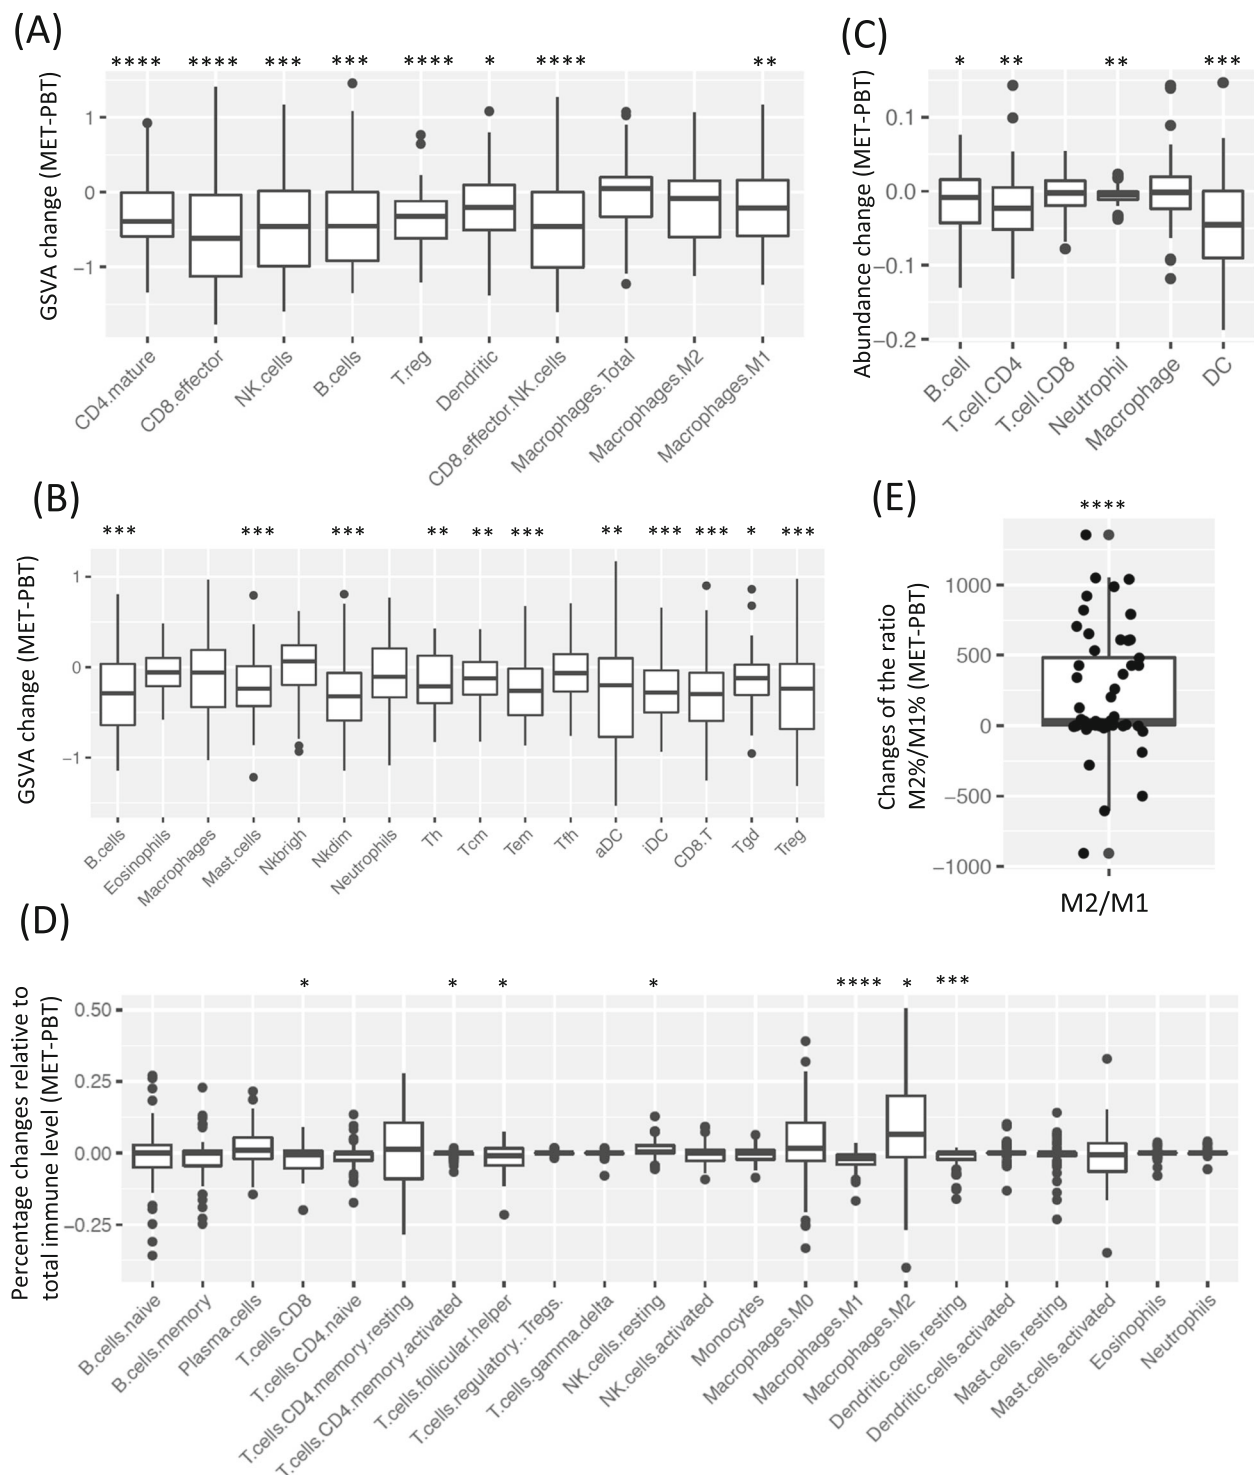 (A)
**** **** *** *** **** * **** **
GSVA change (MET-PBT)
1
0
−1
CD4.mature
CD8.effector
NK.cells
B.cells
T.reg
Dendritic
CD8.effector.NK.cells
Macrophages.Total
Macrophages.M2
Macrophages.M1
(C)
* ** ** ***
Abundance change (MET-PBT)
0.1
0.0
−0.1
−0.2
B.cell
T.cell.CD4
T.cell.CD8
Neutrophil
Macrophage
DC
(B)
*** *** *** ** ** *** ** *** *** * ***
GSVA change (MET-PBT)
1
0
−1
B.cells
Eosinophils
Macrophages
Mast.cells
Nkbrigh
Nkdim
Neutrophils
Th
Tcm
Tem
Tfh
aDC
iDC
CD8.T
Tgd
Treg
(E)
****
Changes of the ratio
M2%/M1% (MET-PBT)
1000
500
0
−500
−1000
M2/M1
(D)
* * * * **** * ***
Percentage changes relative to
total immune level (MET-PBT)
0.50
0.25
0.00
−0.25
B.cells.naive
B.cells.memory
Plasma.cells
T.cells.CD8
T.cells.CD4.naive
T.cells.CD4.memory.resting
T.cells.CD4.memory.activated
T.cells.follicular.helper
T.cells.regulatory..Tregs.
T.cells.gamma.delta
NK.cells.resting
NK.cells.activated
Monocytes
Macrophages.M0
Macrophages.M1
Macrophages.M2
Dendritic.cells.resting
Dendritic.cells.activated
Mast.cells.resting
Mast.cells.activated
Eosinophils
Neutrophils